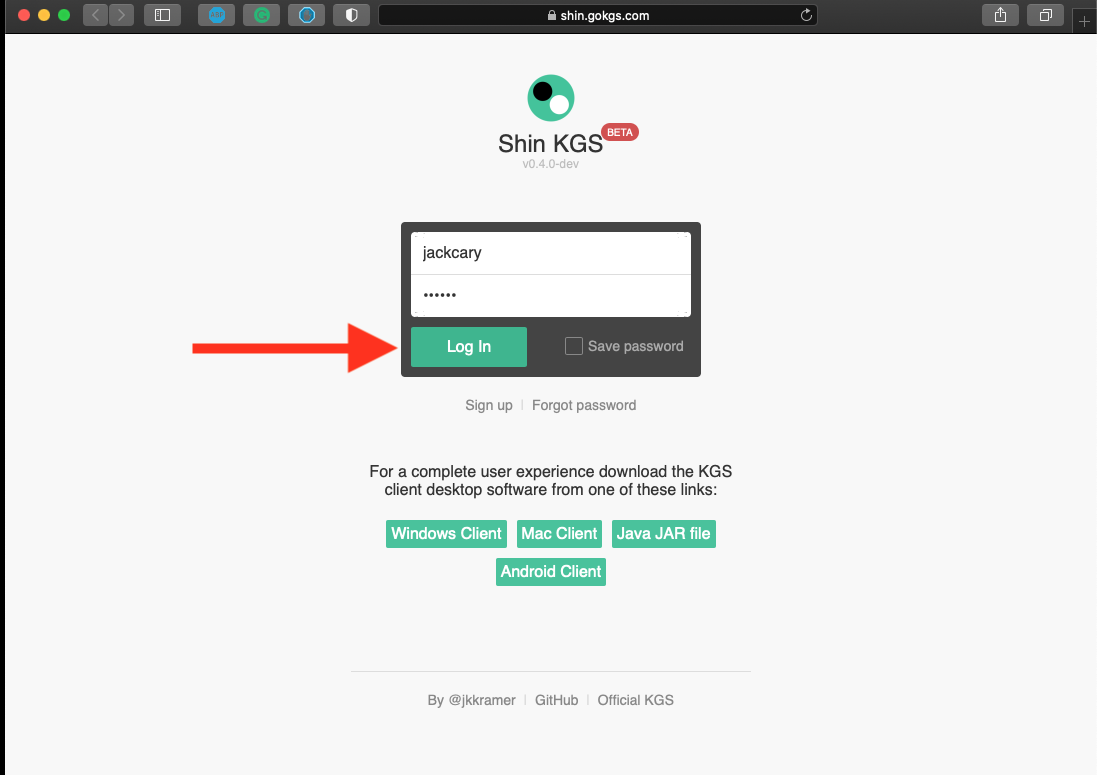 shin.gokgs.com
Shin KGS BETA
v0.4.0-dev
jackcary
••••••
Log In Save password
Sign up Forgot password
For a complete user experience download the KGS
client desktop software from one of these links:
Windows Client Mac Client Java JAR file
Android Client
By @jkkramer GitHub Official KGS